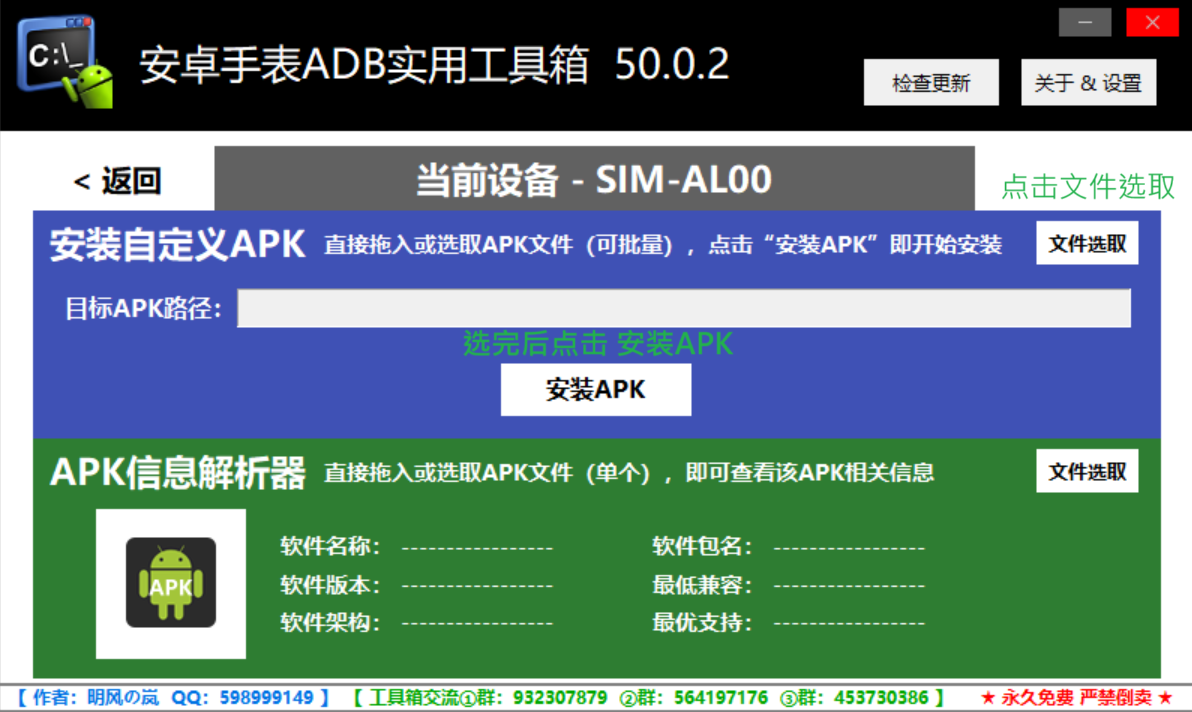 C:\_
安卓手表ADB实用工具箱 50.0.2
检查更新
关于 & 设置
< 返回
当前设备 - SIM-AL00
点击文件选取
安装自定义APK 直接拖入或选取APK文件（可批量），点击“安装APK”即开始安装
文件选取
目标APK路径：
选完后点击 安装APK
安装APK
APK信息解析器 直接拖入或选取APK文件（单个），即可查看该APK相关信息
文件选取
APK
软件名称： -----------------
软件包名： -----------------
软件版本： -----------------
最低兼容： -----------------
软件架构： -----------------
最优支持： -----------------
【 作者：明风の岚 QQ：598999149 】 【 工具箱交流①群：932307879 ②群：564197176 ③群：453730386 】 ★ 永久免费 严禁倒卖 ★